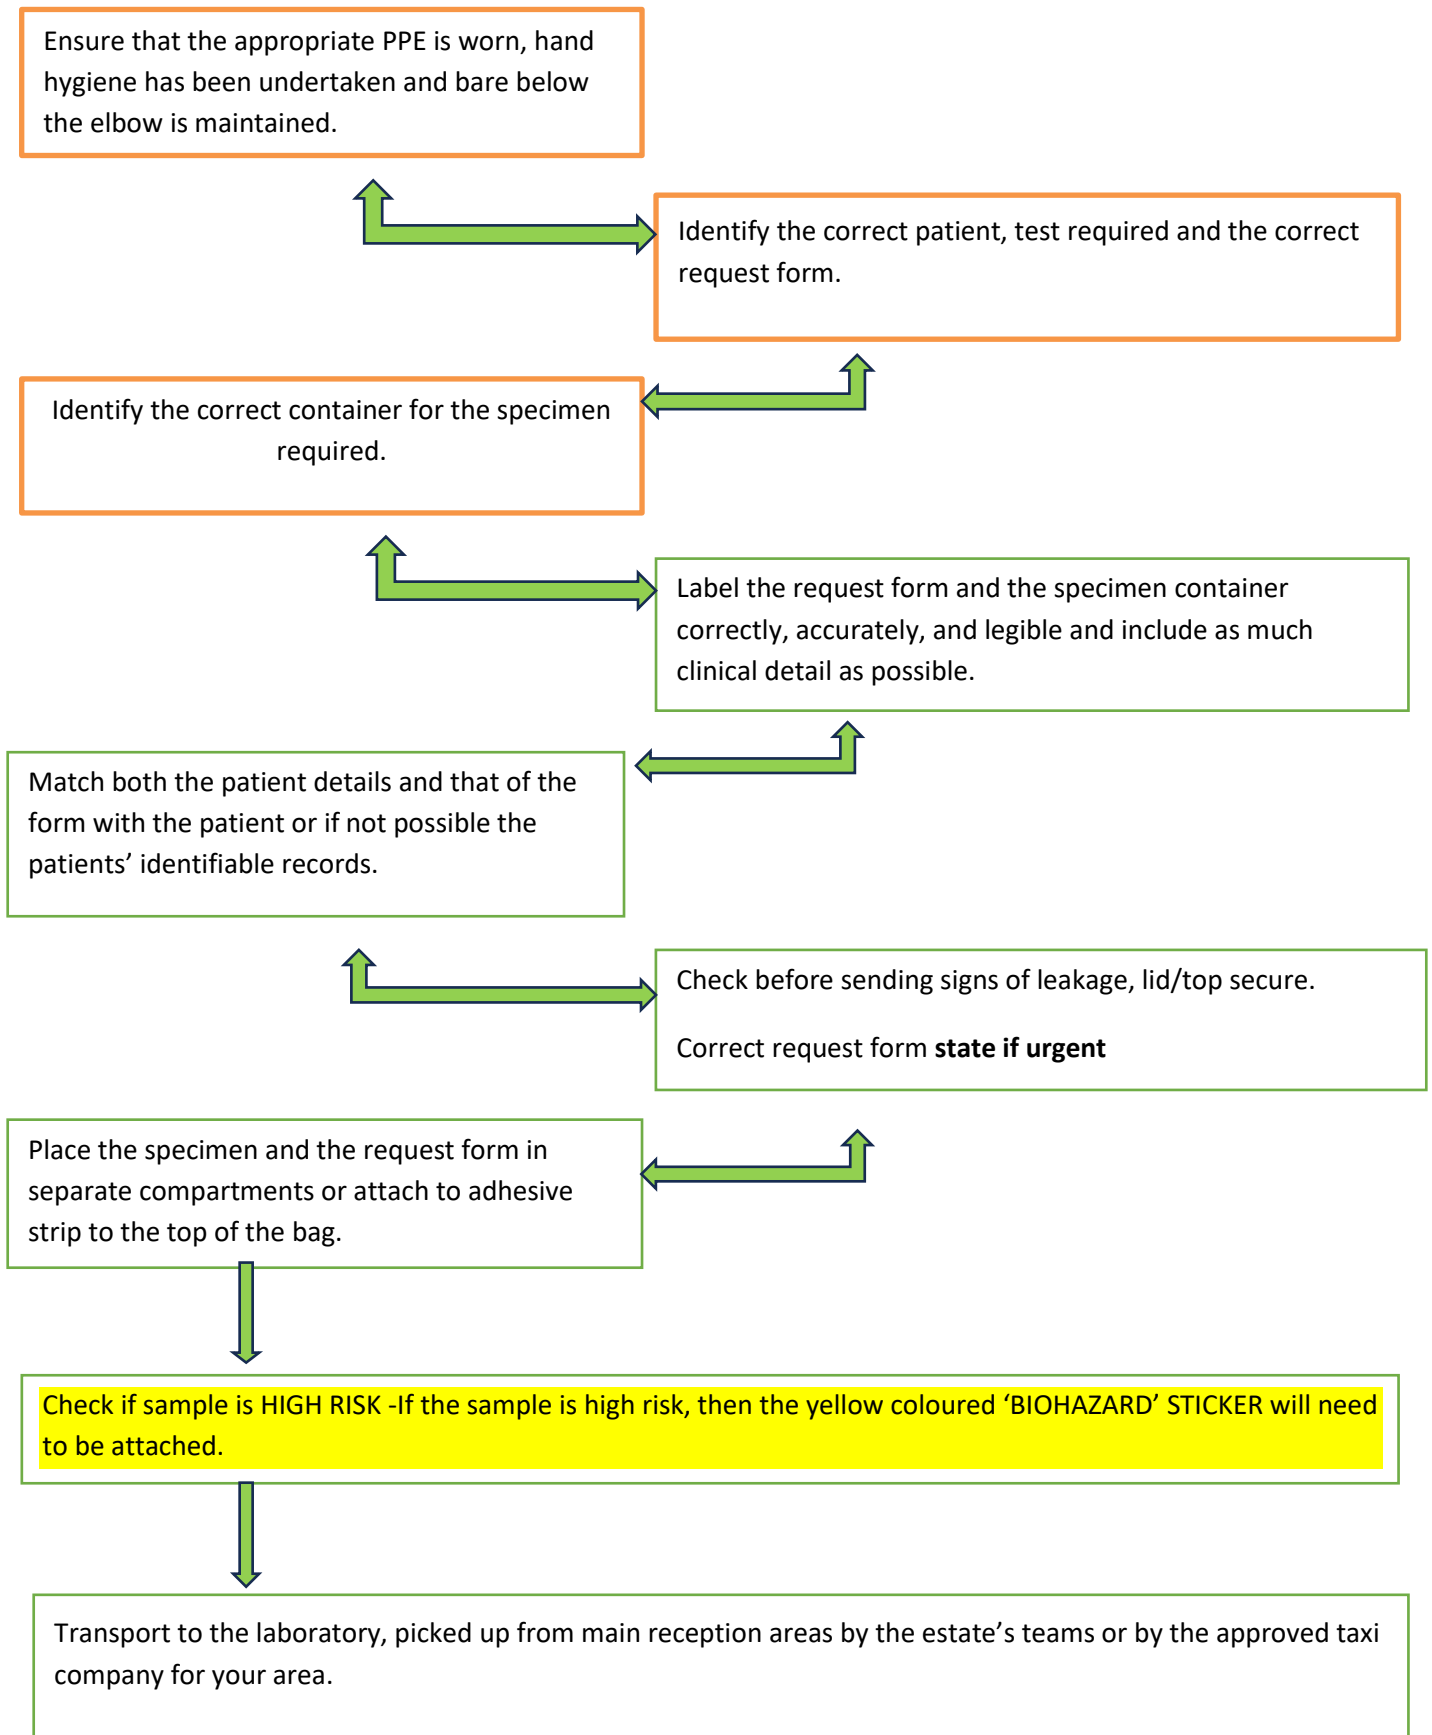 Ensure that the appropriate PPE is worn, hand
hygiene has been undertaken and bare below
the elbow is maintained.
Identify the correct patient, test required and the correct
request form.
Identify the correct container for the specimen
required.
Label the request form and the specimen container
correctly, accurately, and legible and include as much
clinical detail as possible.
Match both the patient details and that of the
form with the patient or if not possible the
patients’ identifiable records.
Check before sending signs of leakage, lid/top secure.
Correct request form state if urgent
Place the specimen and the request form in
separate compartments or attach to adhesive
strip to the top of the bag.
Check if sample is HIGH RISK -If the sample is high risk, then the yellow coloured ‘BIOHAZARD’ STICKER will need
to be attached.
Transport to the laboratory, picked up from main reception areas by the estate’s teams or by the approved taxi
company for your area.